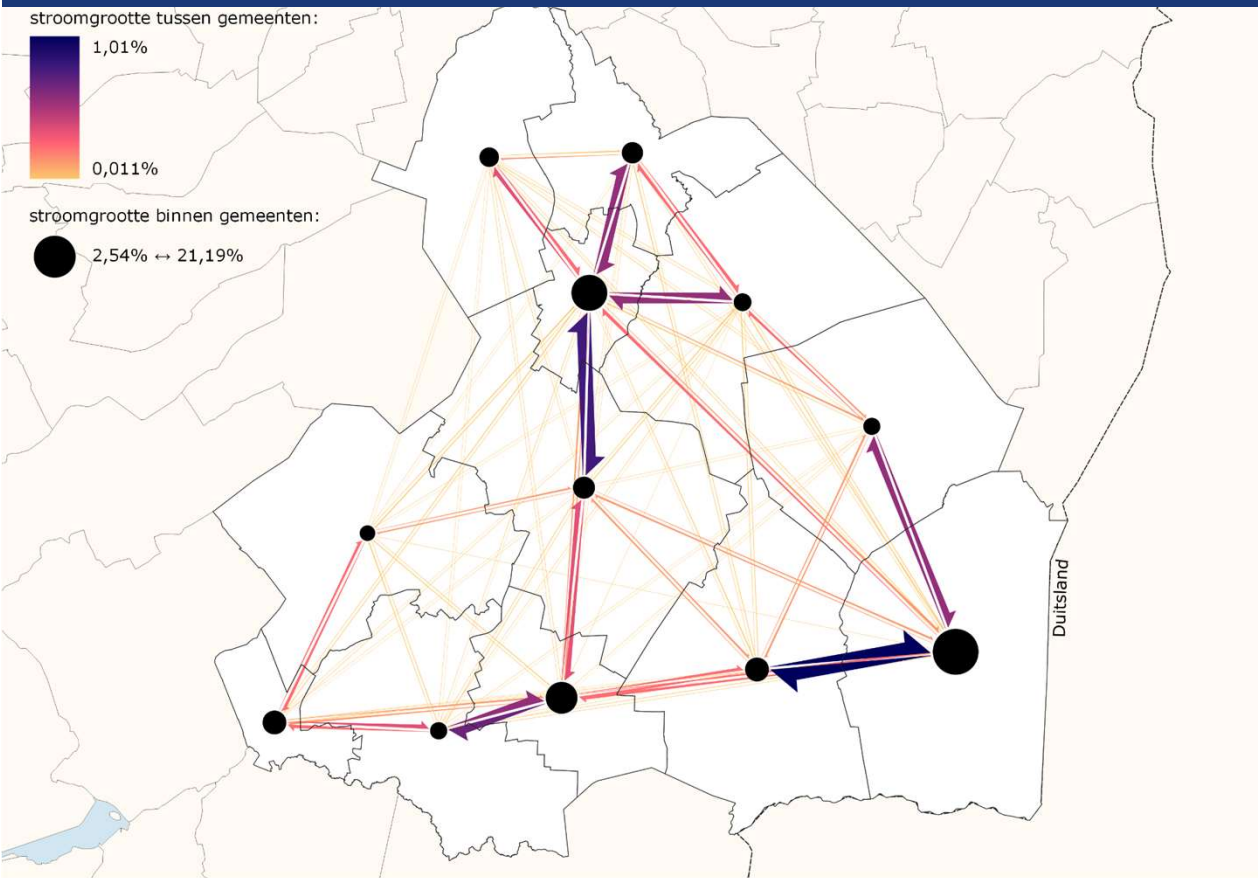 stroomgrootte tussen gemeenten:
1,01%
0,011%
stroomgrootte binnen gemeenten:
2,54% ↔ 21,19%
Duitsland